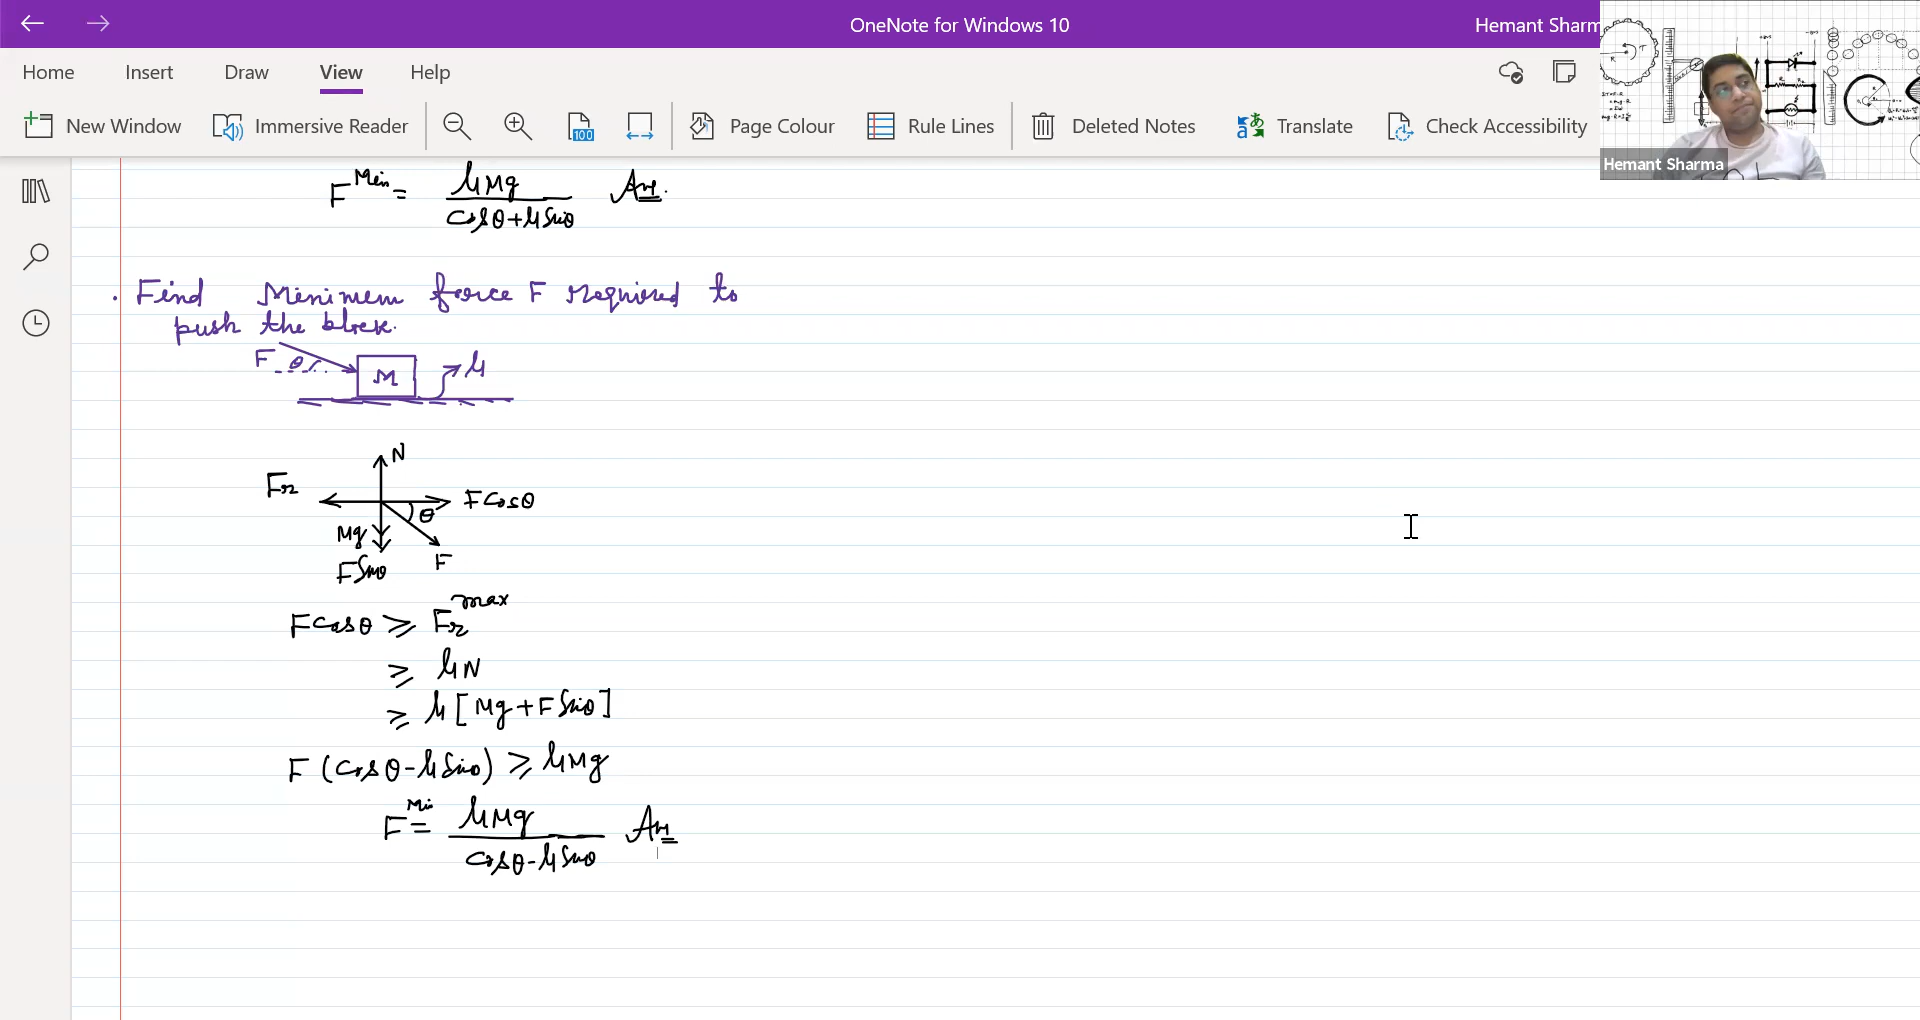 OneNote for Windows 10
Hemant Sharm
Home Insert Draw View Help
New Window Immersive Reader 100 Page Colour Rule Lines Deleted Notes Translate Check Accessibility
Hemant Sharma
F^Min = μMg / (Cosθ+μSinθ) Ans.
. Find Minimum force F required to
push the block.
F θ M μ
N
Fr FCosθ
θ
Mg
FSinθ F
FCosθ ≥ Fr^max
≥ μN
≥ μ[Mg+FSinθ]
F(Cosθ-μSinθ) ≥ μMg
F^Min = μMg / (Cosθ-μSinθ) Ans